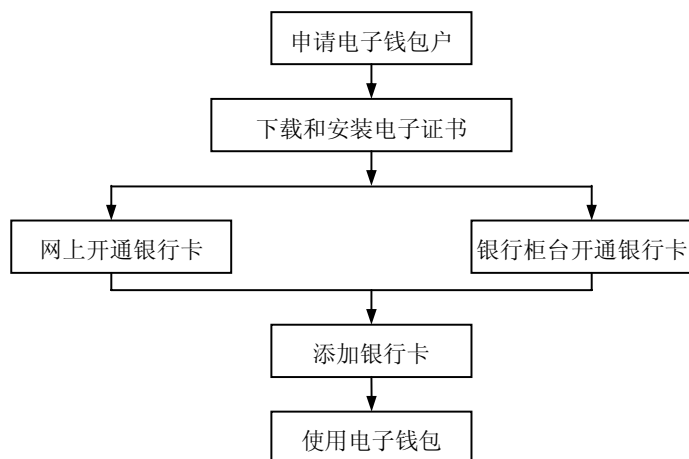 申请电子钱包户
下载和安装电子证书
网上开通银行卡
银行柜台开通银行卡
添加银行卡
使用电子钱包